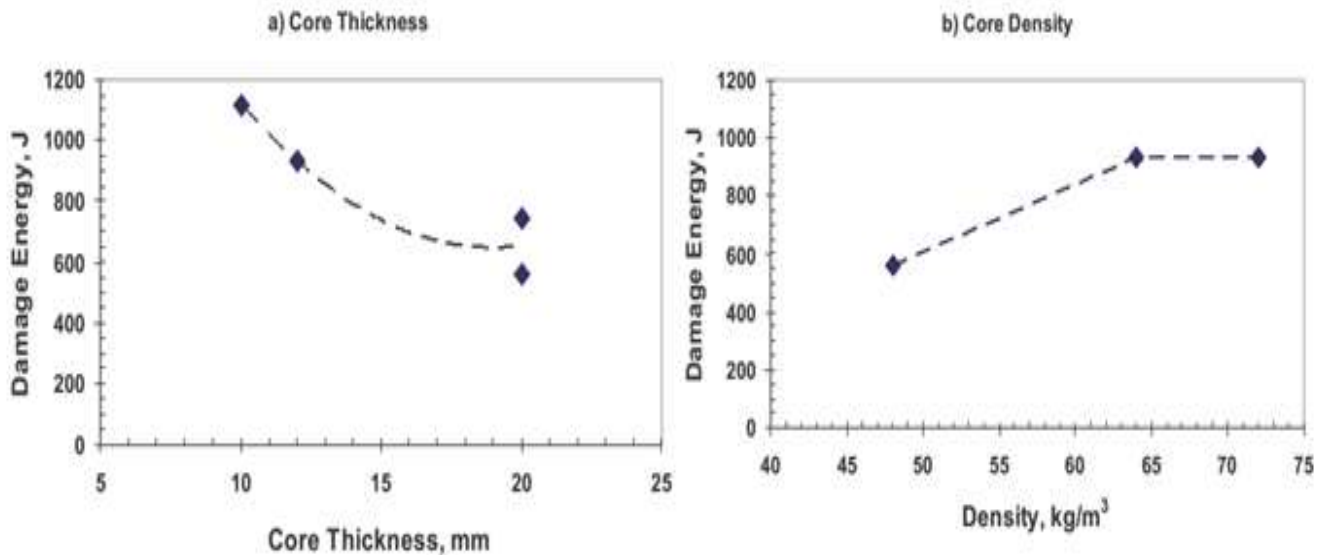 a) Core Thickness
1200
1000
800
600
400
200
0
Damage Energy, J
5 10 15 20 25
Core Thickness, mm
b) Core Density
1200
1000
800
600
400
200
0
Damage Energy, J
40 45 50 55 60 65 70 75
Density, kg/m³